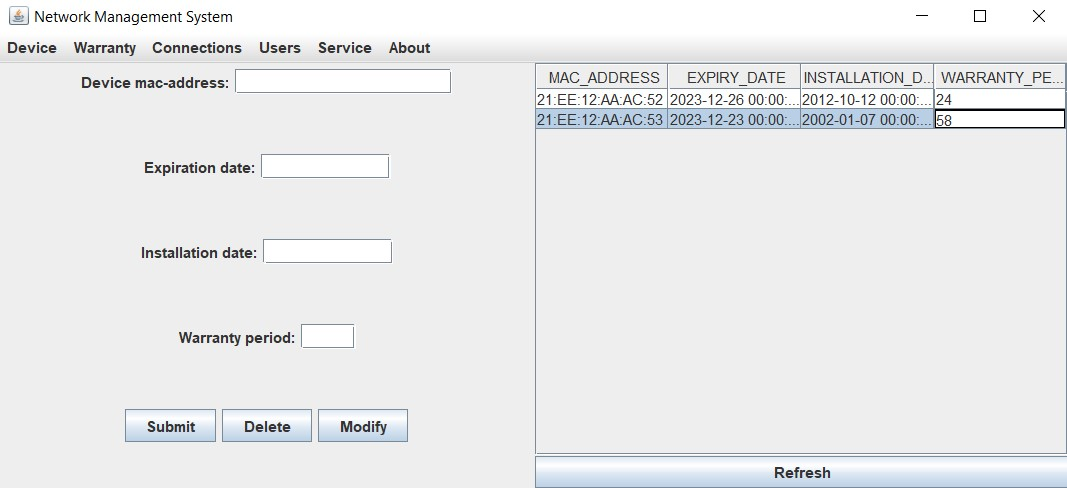 Network Management System
Device Warranty Connections Users Service About
Device mac-address:
Expiration date:
Installation date:
Warranty period:
Submit Delete Modify
MAC_ADDRESS EXPIRY_DATE INSTALLATION_D... WARRANTY_PE...
21:EE:12:AA:AC:52 2023-12-26 00:00:... 2012-10-12 00:00:... 24
21:EE:12:AA:AC:53 2023-12-23 00:00:... 2002-01-07 00:00:... 58
Refresh